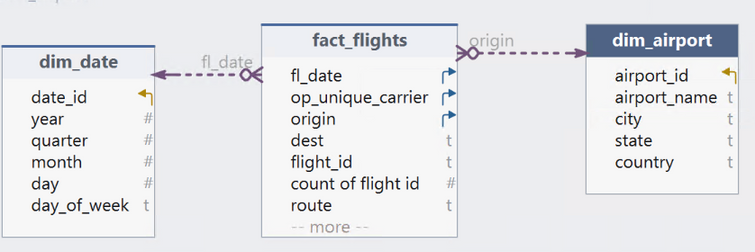 fl_date
origin
dim_date
date_id
year #
quarter #
month #
day #
day_of_week t
fact_flights
fl_date
op_unique_carrier
origin
dest t
flight_id t
count of flight id #
route t
-- more --
dim_airport
airport_id
airport_name t
city t
state t
country t